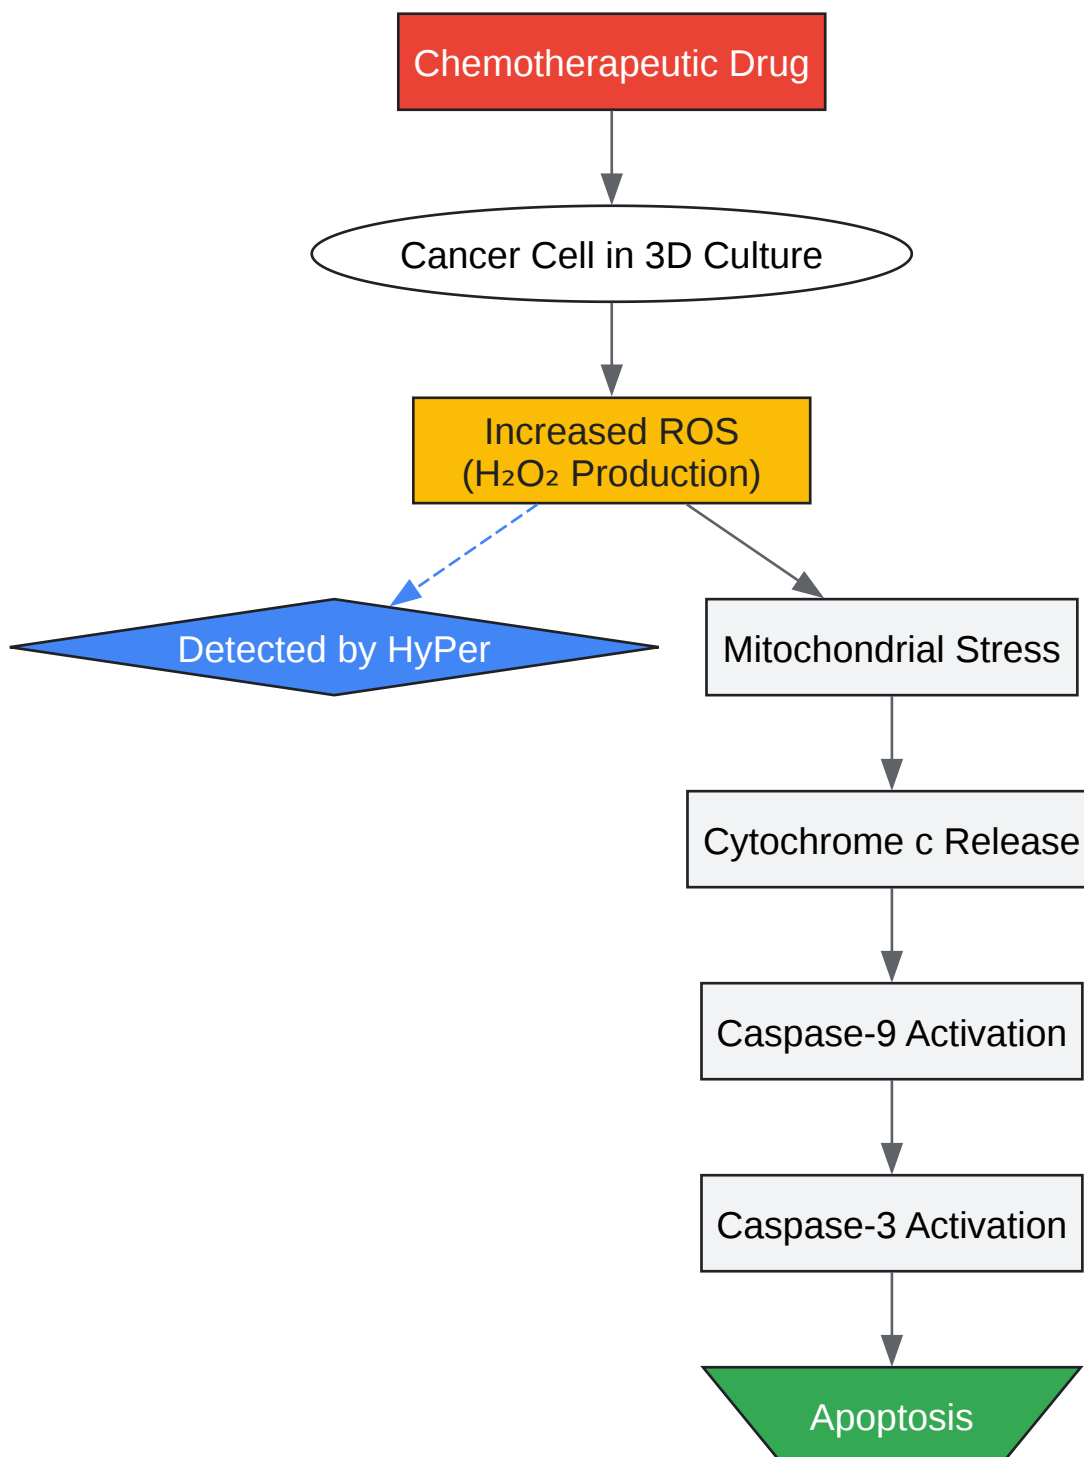 Chemotherapeutic Drug
Cancer Cell in 3D Culture
Increased ROS
(H₂O₂ Production)
Detected by HyPer
Mitochondrial Stress
Cytochrome c Release
Caspase-9 Activation
Caspase-3 Activation
Apoptosis